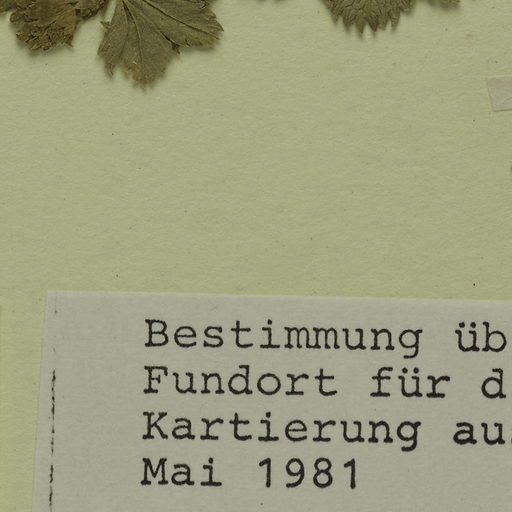 Bestimmung üb
Fundort für d
Kartierung au
Mai 1981